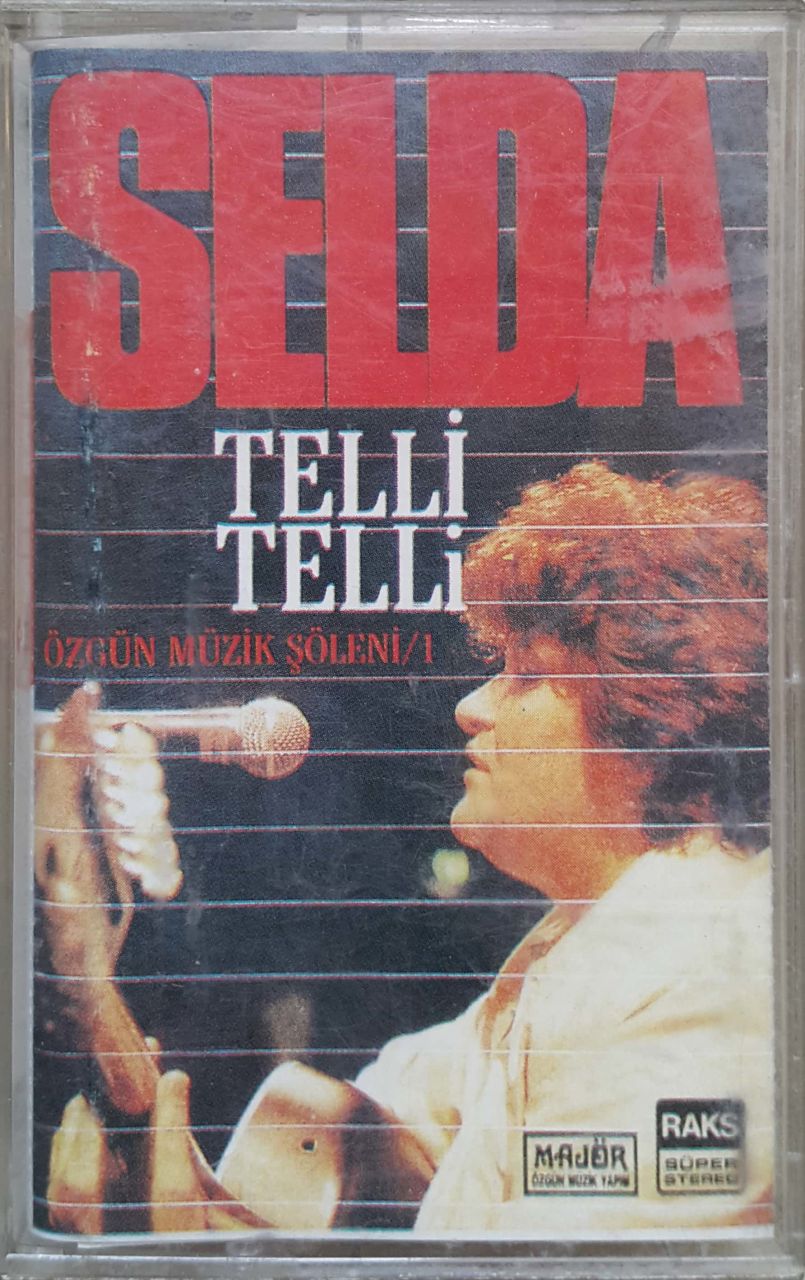 SELDA
TELLİ
TELLİ
ÖZGÜN MÜZİK ŞÖLENİ/1
MAJÖR
ÖZGÜN MÜZİK YAPIM
RAKS
SÜPER
STEREO